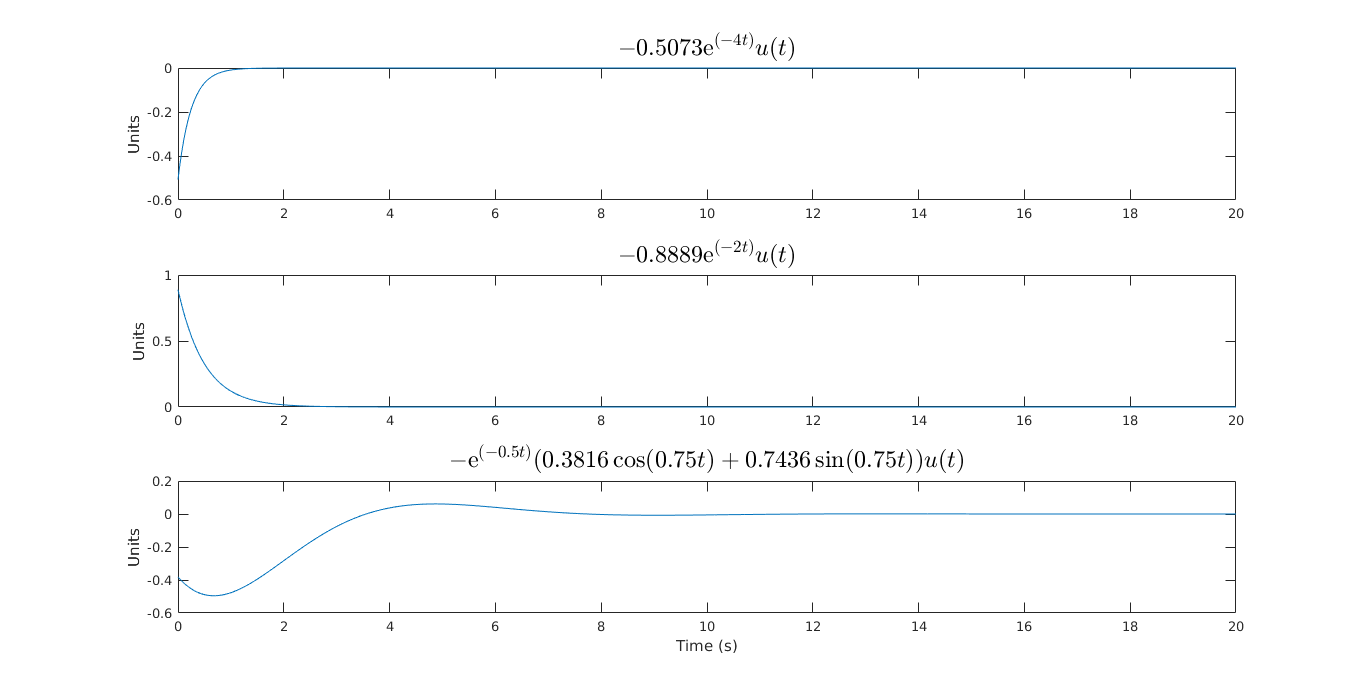 −0.5073e^(−4t)u(t)
0
-0.2
-0.4
-0.6
Units
0 2 4 6 8 10 12 14 16 18 20
−0.8889e^(−2t)u(t)
1
0.5
0
Units
0 2 4 6 8 10 12 14 16 18 20
−e^(−0.5t)(0.3816 cos(0.75t) + 0.7436 sin(0.75t))u(t)
0.2
0
-0.2
-0.4
-0.6
Units
0 2 4 6 8 10 12 14 16 18 20
Time (s)